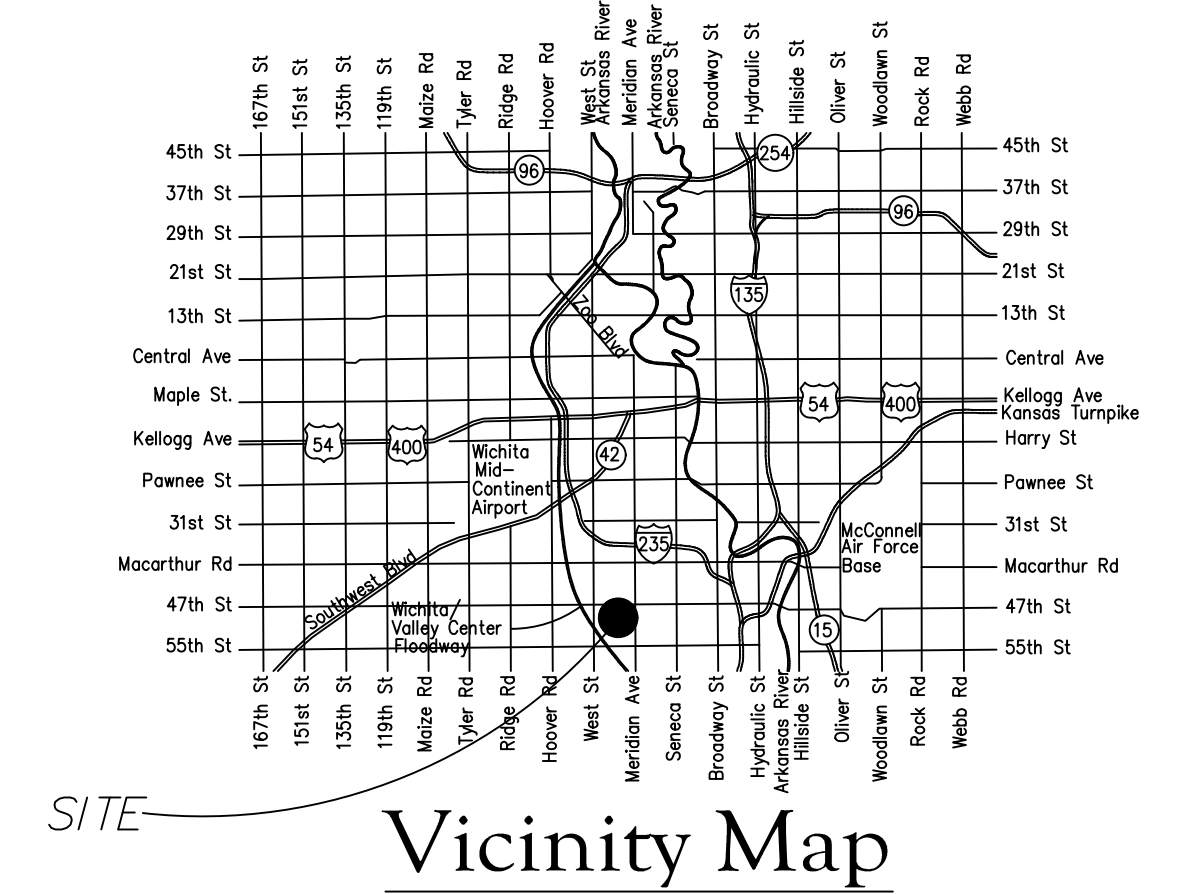 167th St
151st St
135th St
119th St
Maize Rd
Tyler Rd
Ridge Rd
Hoover Rd
West St
Arkansas River
Meridian Ave
Arkansas River
Seneca St
Broadway St
Hydraulic St
Hillside St
Oliver St
Woodlawn St
Rock Rd
Webb Rd
45th St
37th St
29th St
21st St
13th St
Central Ave
Maple St.
Kellogg Ave
Pawnee St
31st St
Macarthur Rd
47th St
55th St
45th St
37th St
29th St
21st St
13th St
Central Ave
Kellogg Ave
Kansas Turnpike
Harry St
Pawnee St
31st St
Macarthur Rd
47th St
55th St
96
254
96
135
Zoo Blvd
54
400
54
400
42
Wichita
Mid-
Continent
Airport
235
McConnell
Air Force
Base
Southwest Blvd
Wichita/
Valley Center
Floodway
15
167th St
151st St
135th St
119th St
Maize Rd
Tyler Rd
Ridge Rd
Hoover Rd
West St
Meridian Ave
Seneca St
Broadway St
Hydraulic St
Arkansas River
Hillside St
Oliver St
Woodlawn St
Rock Rd
Webb Rd
SITE
Vicinity Map